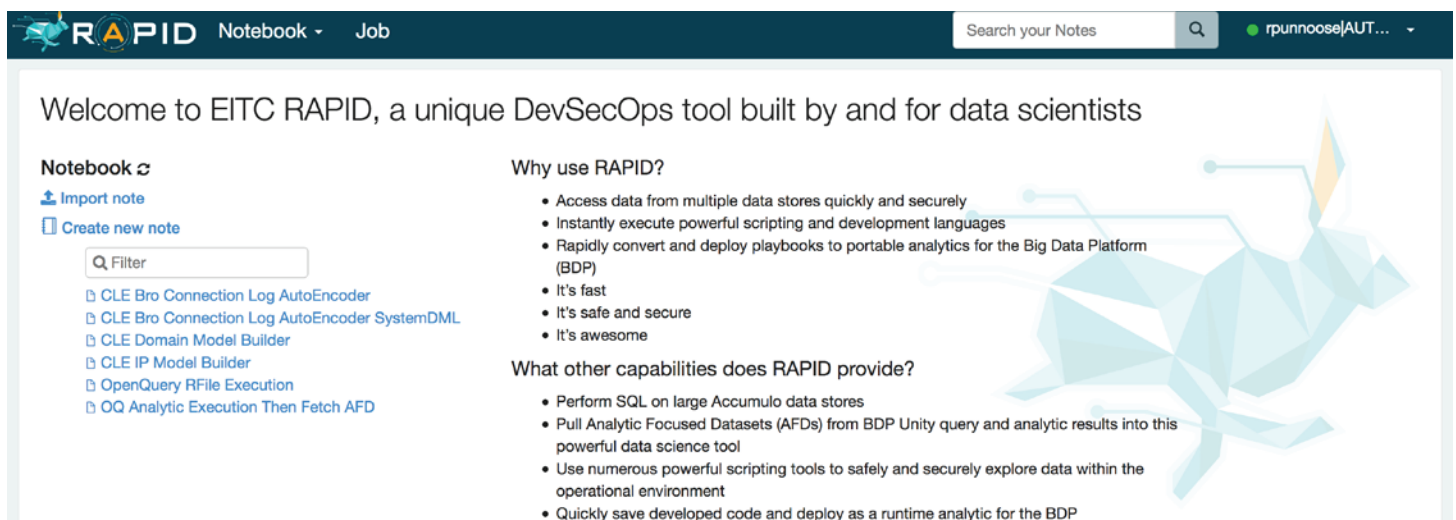 RAPID Notebook Job Search your Notes rpunnoose|AUT...
Welcome to EITC RAPID, a unique DevSecOps tool built by and for data scientists
Notebook
Import note
Create new note
Filter
CLE Bro Connection Log AutoEncoder
CLE Bro Connection Log AutoEncoder SystemDML
CLE Domain Model Builder
CLE IP Model Builder
OpenQuery RFile Execution
OQ Analytic Execution Then Fetch AFD
Why use RAPID?
• Access data from multiple data stores quickly and securely
• Instantly execute powerful scripting and development languages
• Rapidly convert and deploy playbooks to portable analytics for the Big Data Platform
(BDP)
• It's fast
• It's safe and secure
• It's awesome
What other capabilities does RAPID provide?
• Perform SQL on large Accumulo data stores
• Pull Analytic Focused Datasets (AFDs) from BDP Unity query and analytic results into this
powerful data science tool
• Use numerous powerful scripting tools to safely and securely explore data within the
operational environment
• Quickly save developed code and deploy as a runtime analytic for the BDP